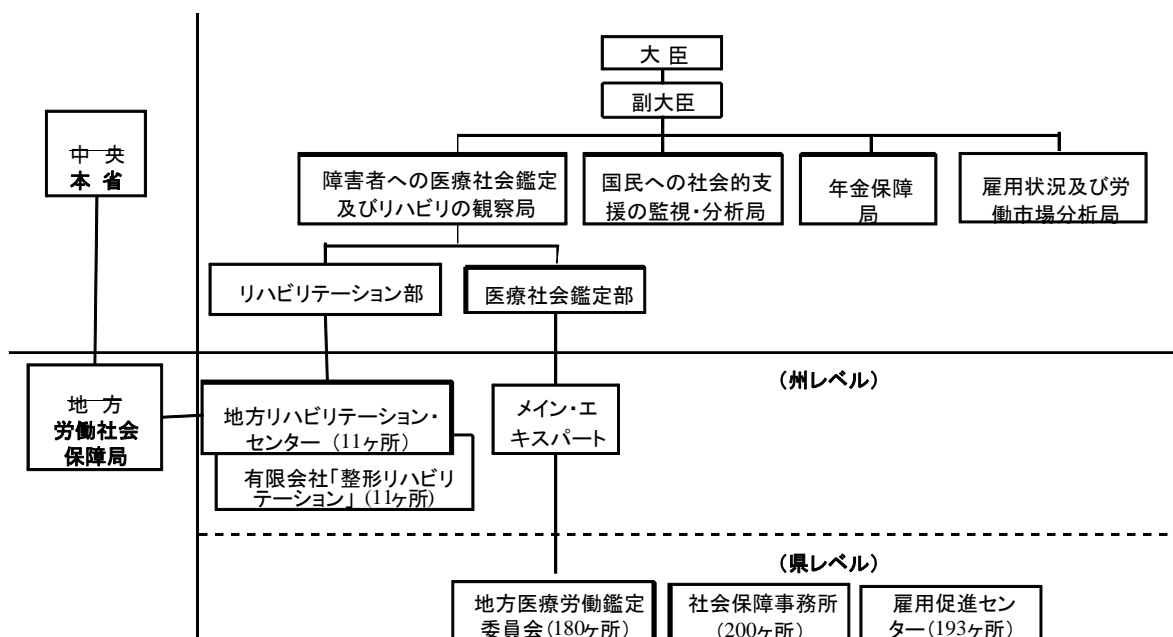 大 臣
副大臣
中 央
本 省
障害者への医療社会鑑定
及びリハビリの観察局
国民への社会的支
援の監視・分析局
年金保障
局
雇用状況及び労
働市場分析局
リハビリテーション部
医療社会鑑定部
(州レベル)
地 方
労働社会
保障局
地方リハビリテーション・
センター (11ヶ所)
メイン・エ
キスパート
有限会社「整形リハビリ
テーション」 (11ヶ所)
(県レベル)
地方医療労働鑑定
委員会(180ヶ所)
社会保障事務所
(200ヶ所)
雇用促進セン
ター(193ヶ所)